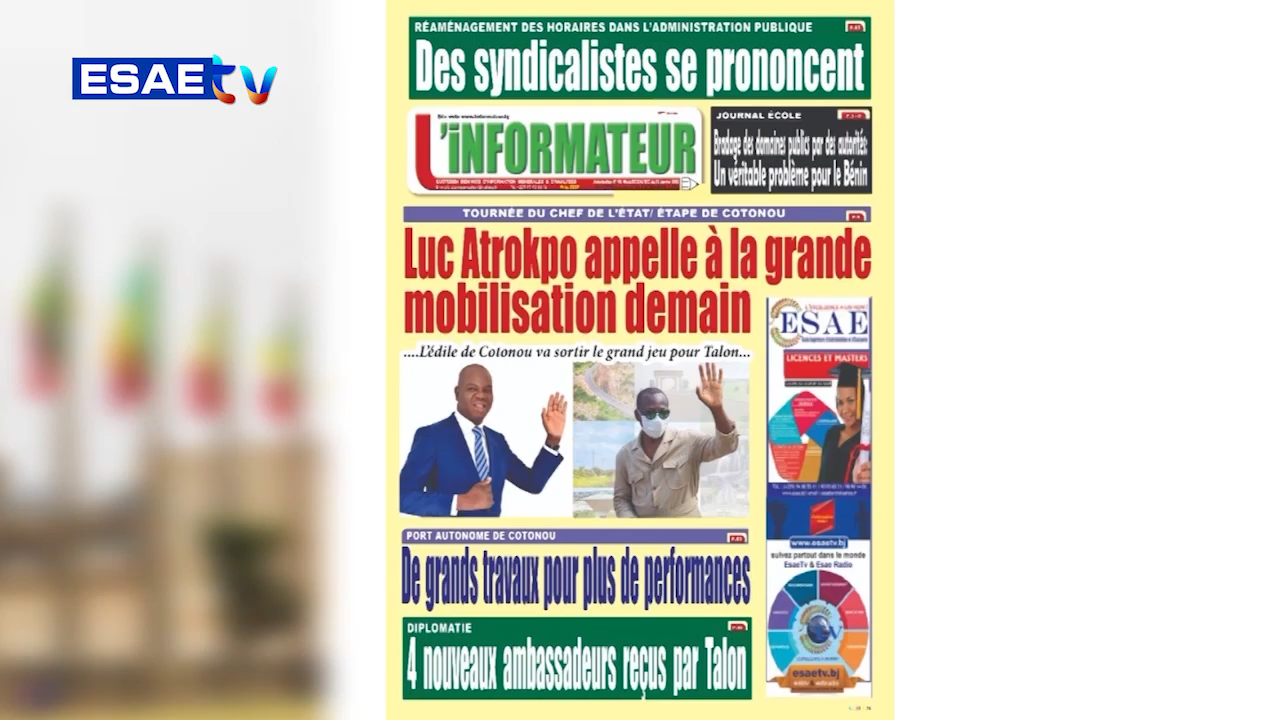 ESAE tv
RÉAMÉNAGEMENT DES HORAIRES DANS L'ADMINISTRATION PUBLIQUE
Des syndicalistes se prononcent
L'iNFORMATEUR
JOURNAL ÉCOLE
Bradage des domaines publics par des autorités
Un véritable problème pour le Bénin
TOURNÉE DU CHEF DE L'ÉTAT/ ÉTAPE DE COTONOU
Luc Atrokpo appelle à la grande
mobilisation demain
....L'édile de Cotonou va sortir le grand jeu pour Talon...
PORT AUTONOME DE COTONOU
De grands travaux pour plus de performances
DIPLOMATIE
4 nouveaux ambassadeurs reçus par Talon
ESAE
LICENCES ET MASTERS
www.esaetv.bj
suivez partout dans le monde
EsaeTv & Esae Radio
esaetv.bj